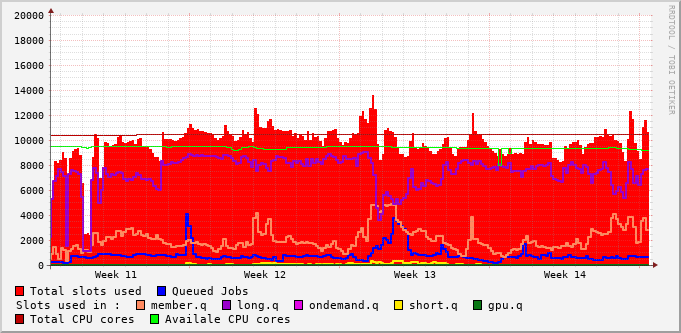 20000
18000
16000
14000
12000
10000
8000
6000
4000
2000
0
Week 11 Week 12 Week 13 Week 14
Total slots used Queued Jobs
Slots used in : member.q long.q ondemand.q short.q gpu.q
Total CPU cores Availale CPU cores
RRDTOOL / TOBI OETIKER